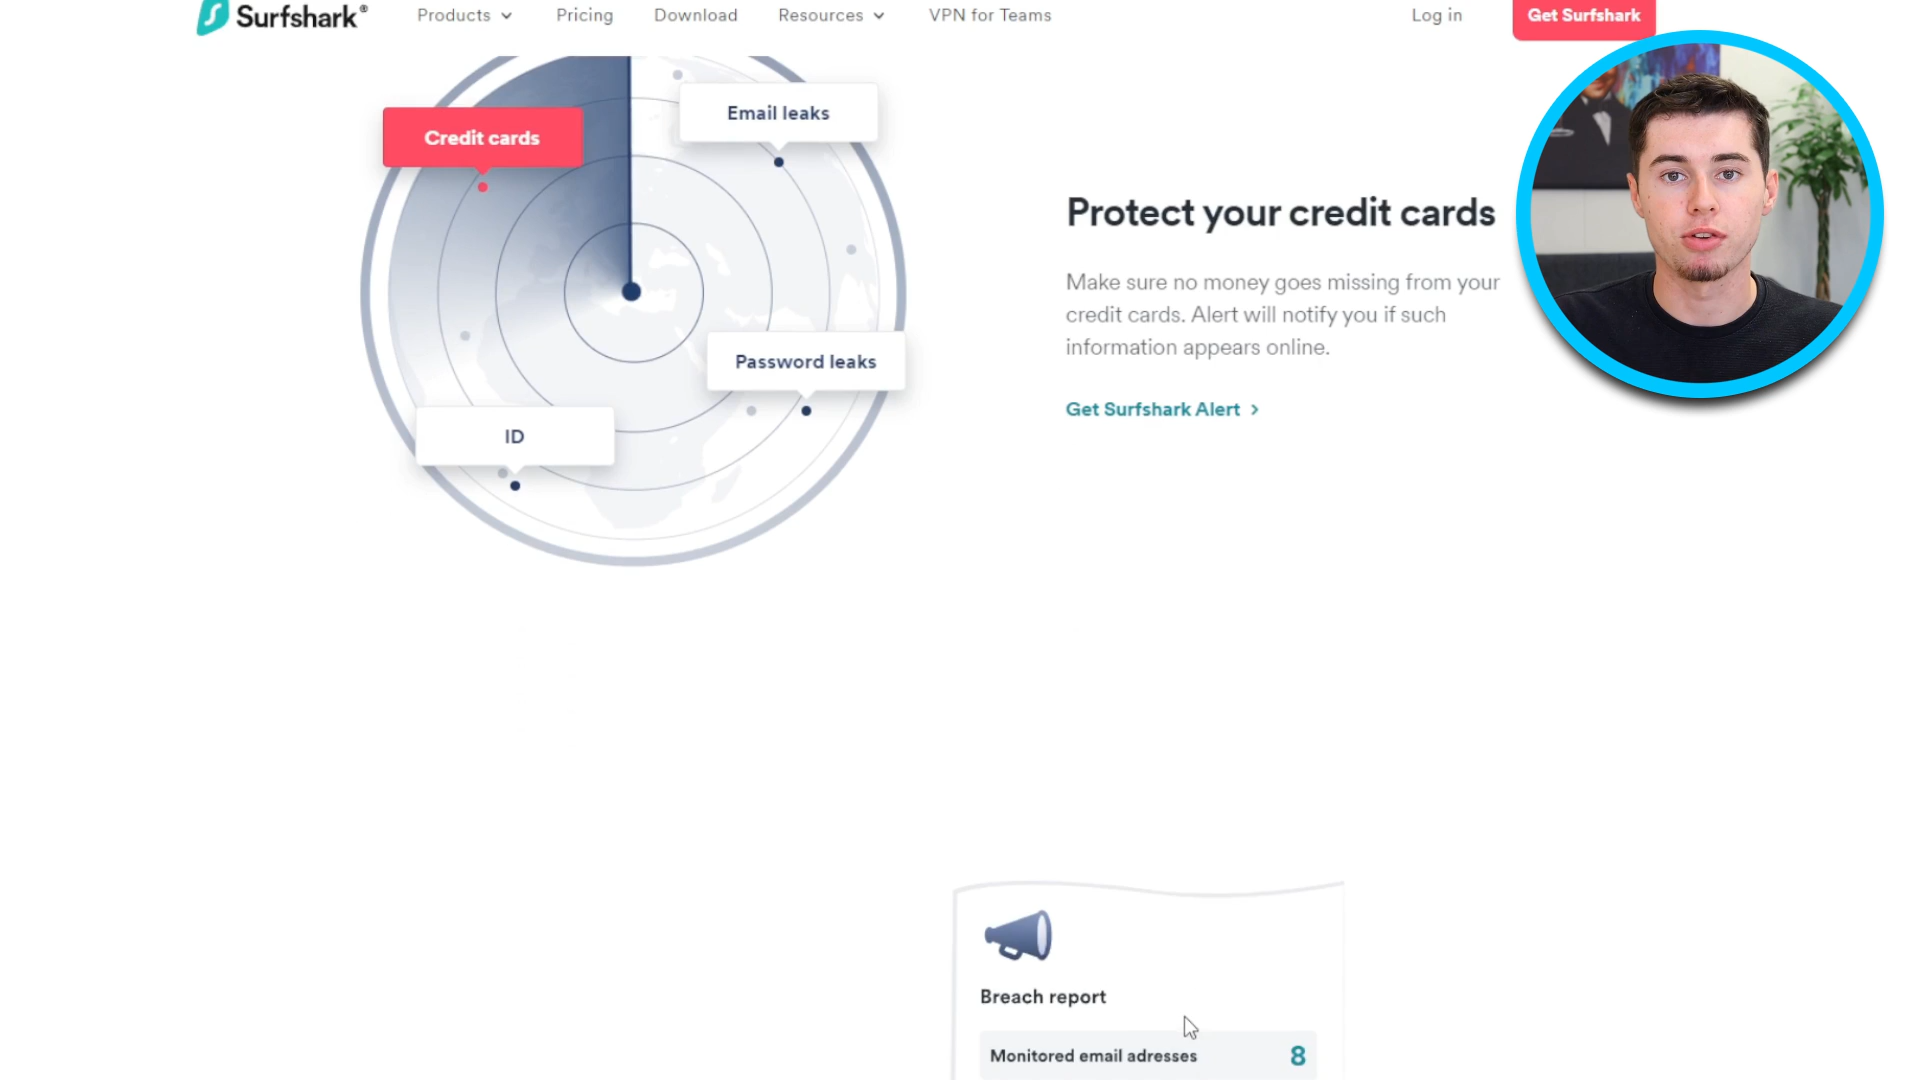 Surfshark®
Products
Pricing
Download
Resources
VPN for Teams
Log in
Get Surfshark
Credit cards
Email leaks
Password leaks
ID
Protect your credit cards
Make sure no money goes missing from your
credit cards. Alert will notify you if such
information appears online.
Get Surfshark Alert
Breach report
Monitored email adresses 8